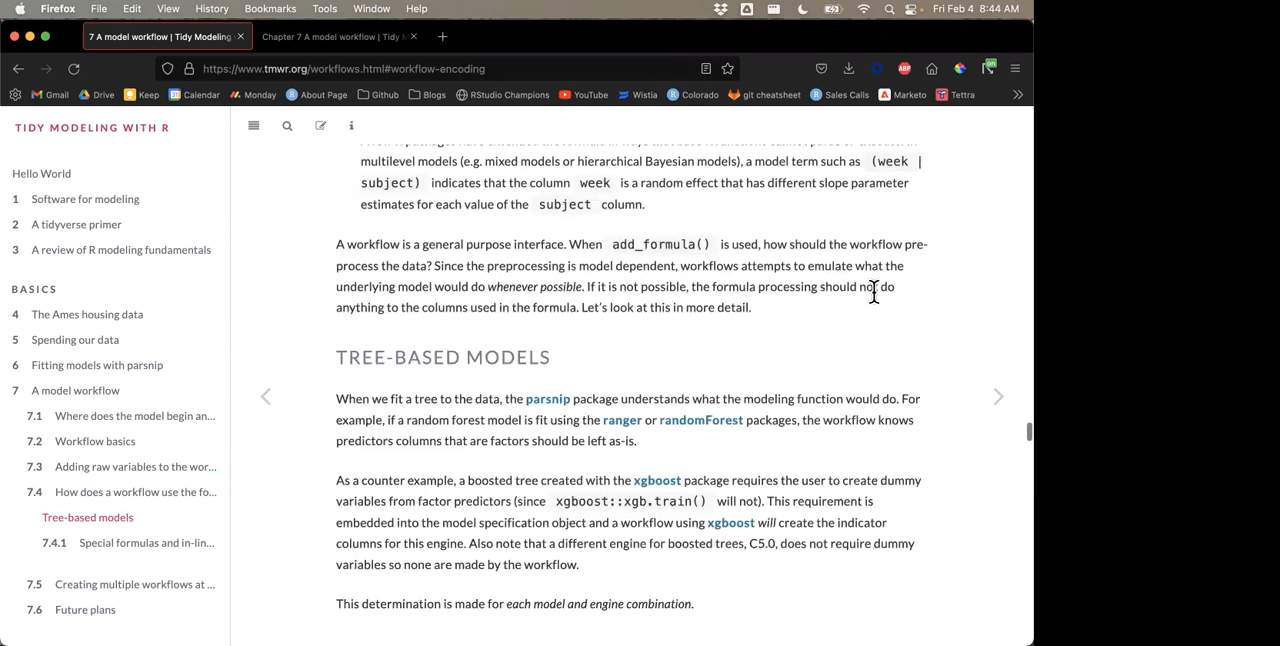 Firefox File Edit View History Bookmarks Tools Window Help Fri Feb 4 8:44 AM
7 A model workflow | Tidy Modeling Chapter 7 A model workflow | Tidy
https://www.tmwr.org/workflows.html#workflow-encoding
Gmail Drive Keep Calendar Monday About Page Github Blogs RStudio Champions YouTube Wistia Colorado git cheatsheet Sales Calls Marketo Tettra
TIDY MODELING WITH R
Hello World
1 Software for modeling
2 A tidyverse primer
3 A review of R modeling fundamentals
BASICS
4 The Ames housing data
5 Spending our data
6 Fitting models with parsnip
7 A model workflow
7.1 Where does the model begin an...
7.2 Workflow basics
7.3 Adding raw variables to the wor...
7.4 How does a workflow use the fo...
Tree-based models
7.4.1 Special formulas and in-lin...
7.5 Creating multiple workflows at ...
7.6 Future plans
multilevel models (e.g. mixed models or hierarchical Bayesian models), a model term such as (week |
subject) indicates that the column week is a random effect that has different slope parameter
estimates for each value of the subject column.
A workflow is a general purpose interface. When add_formula() is used, how should the workflow pre-
process the data? Since the preprocessing is model dependent, workflows attempts to emulate what the
underlying model would do whenever possible. If it is not possible, the formula processing should not do
anything to the columns used in the formula. Let's look at this in more detail.
TREE-BASED MODELS
When we fit a tree to the data, the parsnip package understands what the modeling function would do. For
example, if a random forest model is fit using the ranger or randomForest packages, the workflow knows
predictors columns that are factors should be left as-is.
As a counter example, a boosted tree created with the xgboost package requires the user to create dummy
variables from factor predictors (since xgboost::xgb.train() will not). This requirement is
embedded into the model specification object and a workflow using xgboost will create the indicator
columns for this engine. Also note that a different engine for boosted trees, C5.0, does not require dummy
variables so none are made by the workflow.
This determination is made for each model and engine combination.